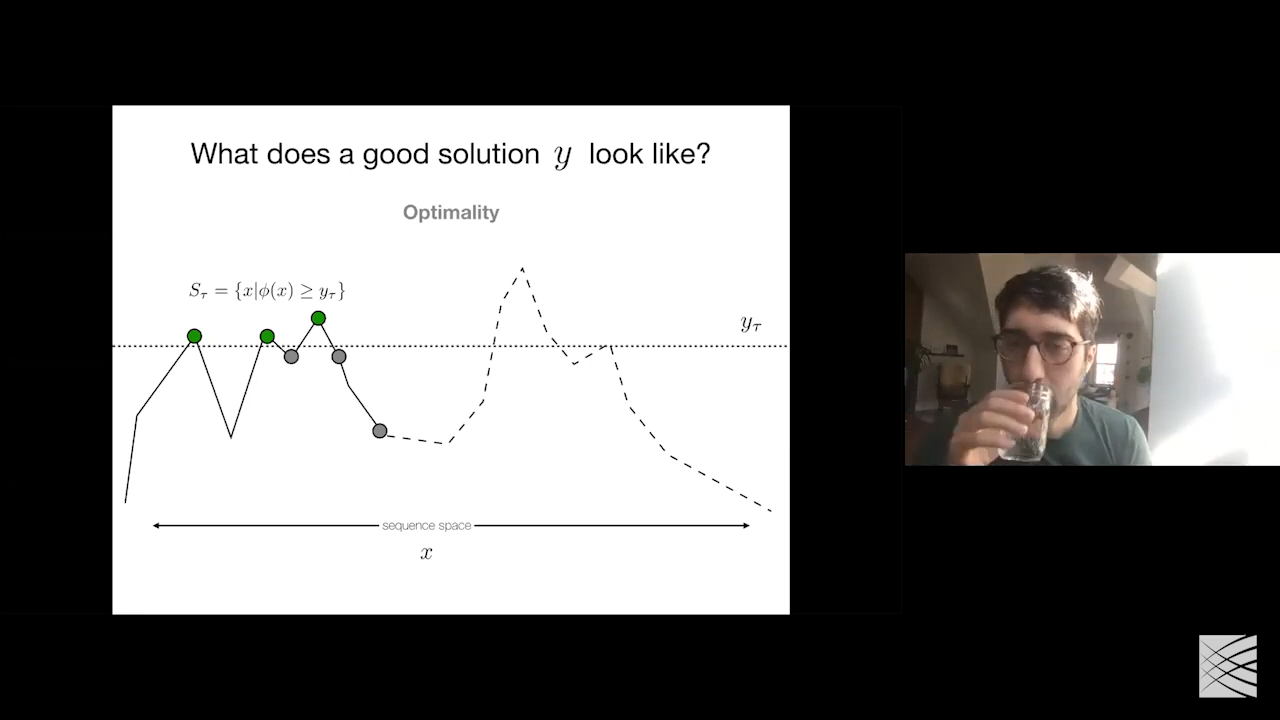 What does a good solution y look like?
Optimality
S_τ = {x|ϕ(x) ≥ y_τ}
y_τ
sequence space
x